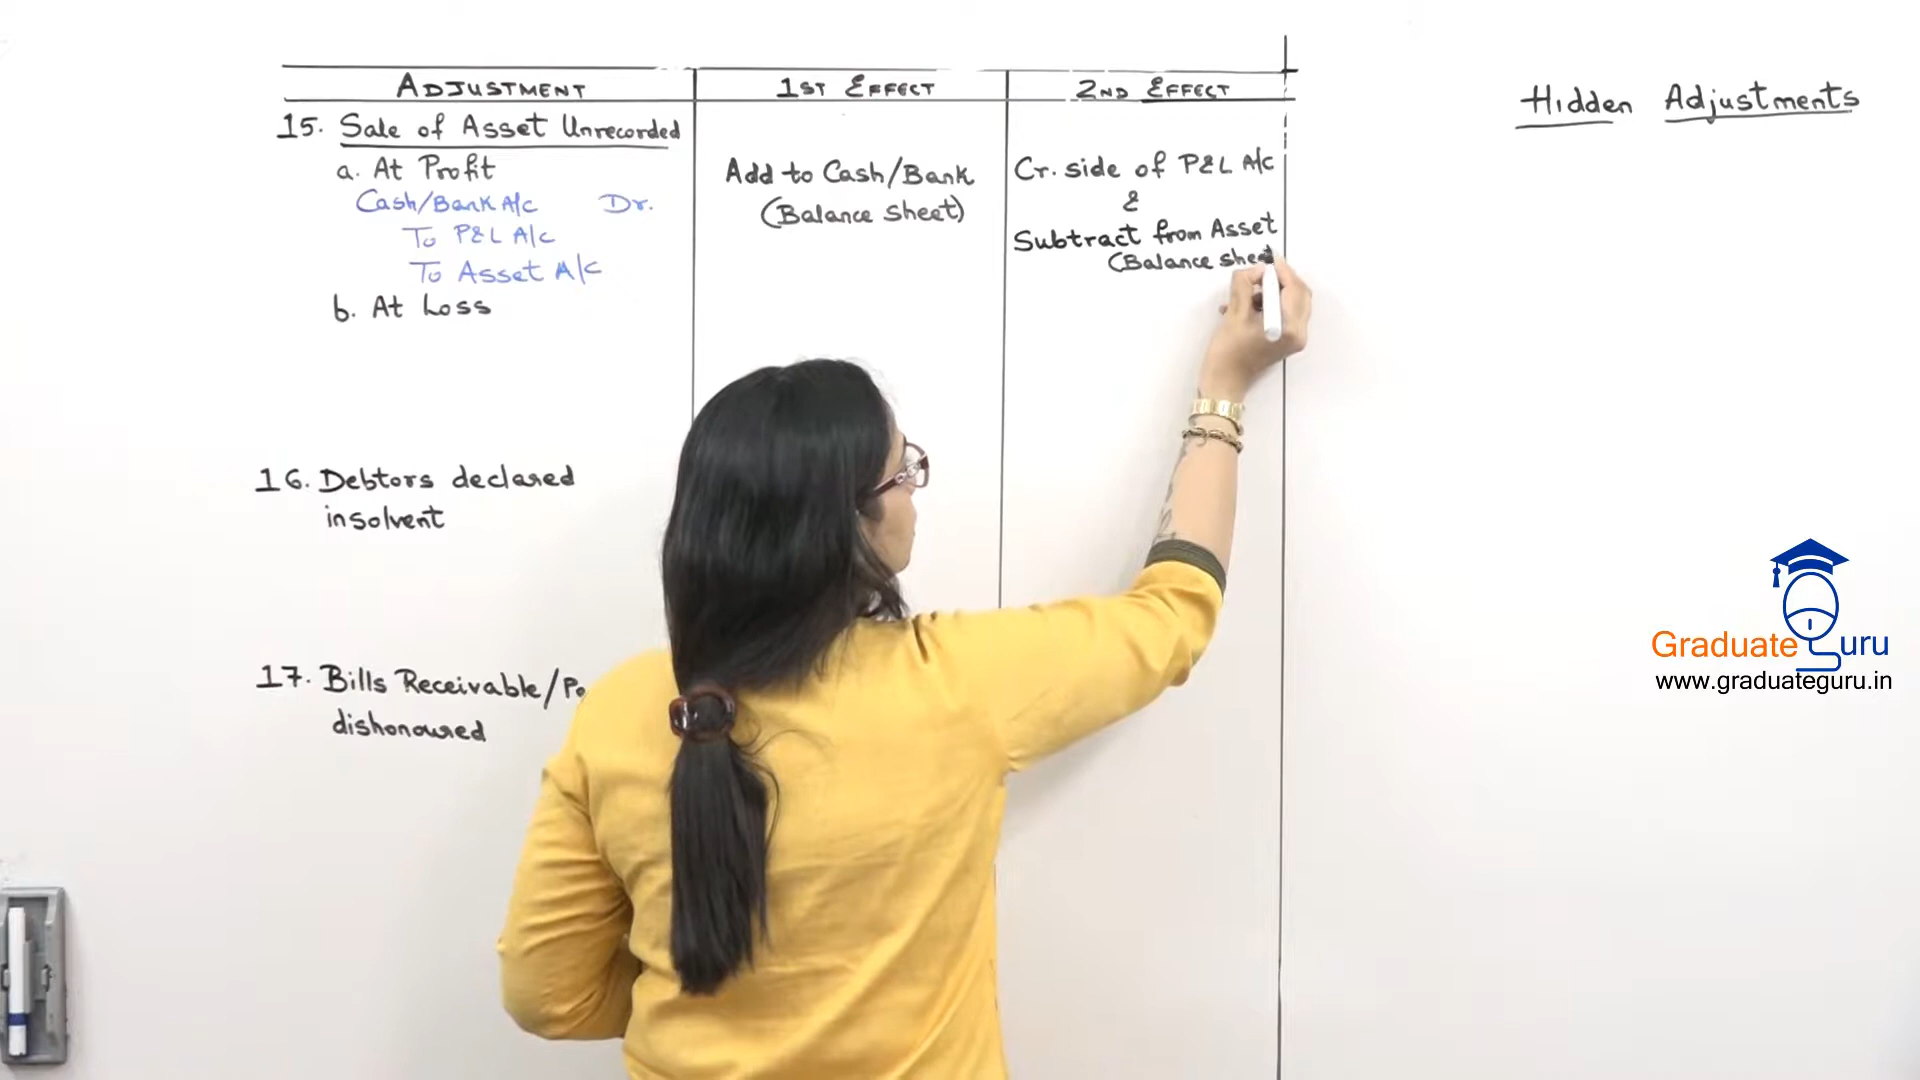 ADJUSTMENT 1ST EFFECT 2ND EFFECT
Hidden Adjustments
15. Sale of Asset Unrecorded
a. At Profit
Cash/Bank A/c Dr.
To P&L A/c
To Asset A/c
b. At Loss
Add to Cash/Bank
(Balance sheet)
Cr. side of P&L A/c
&
Subtract from Asset
(Balance
16. Debtors declared
insolvent
17. Bills Receivable/
dishonoured
Graduate Guru
www.graduateguru.in